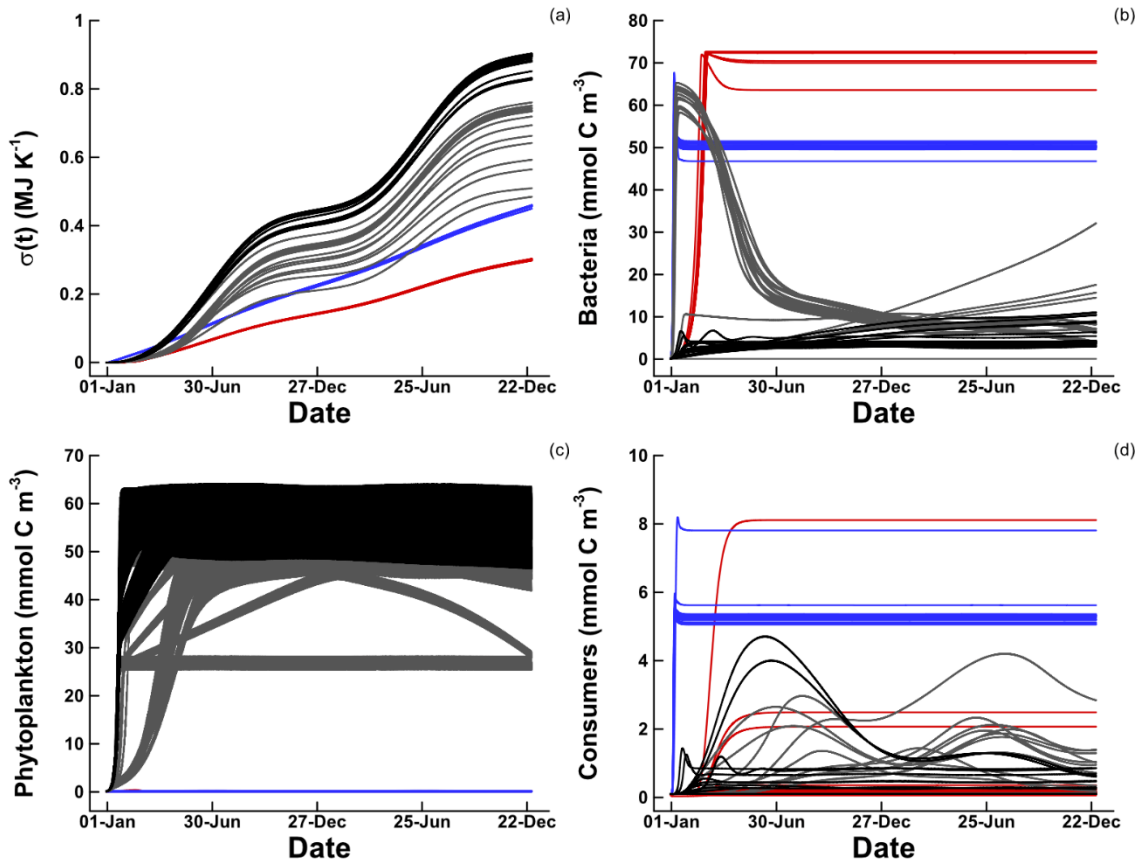 (a)
σ(t) (MJ K⁻¹)
1
0.8
0.6
0.4
0.2
0
01-Jan 30-Jun 27-Dec 25-Jun 22-Dec
Date
(b)
Bacteria (mmol C m⁻³)
80
70
60
50
40
30
20
10
0
01-Jan 30-Jun 27-Dec 25-Jun 22-Dec
Date
(c)
Phytoplankton (mmol C m⁻³)
70
60
50
40
30
20
10
0
01-Jan 30-Jun 27-Dec 25-Jun 22-Dec
Date
(d)
Consumers (mmol C m⁻³)
10
8
6
4
2
0
01-Jan 30-Jun 27-Dec 25-Jun 22-Dec
Date